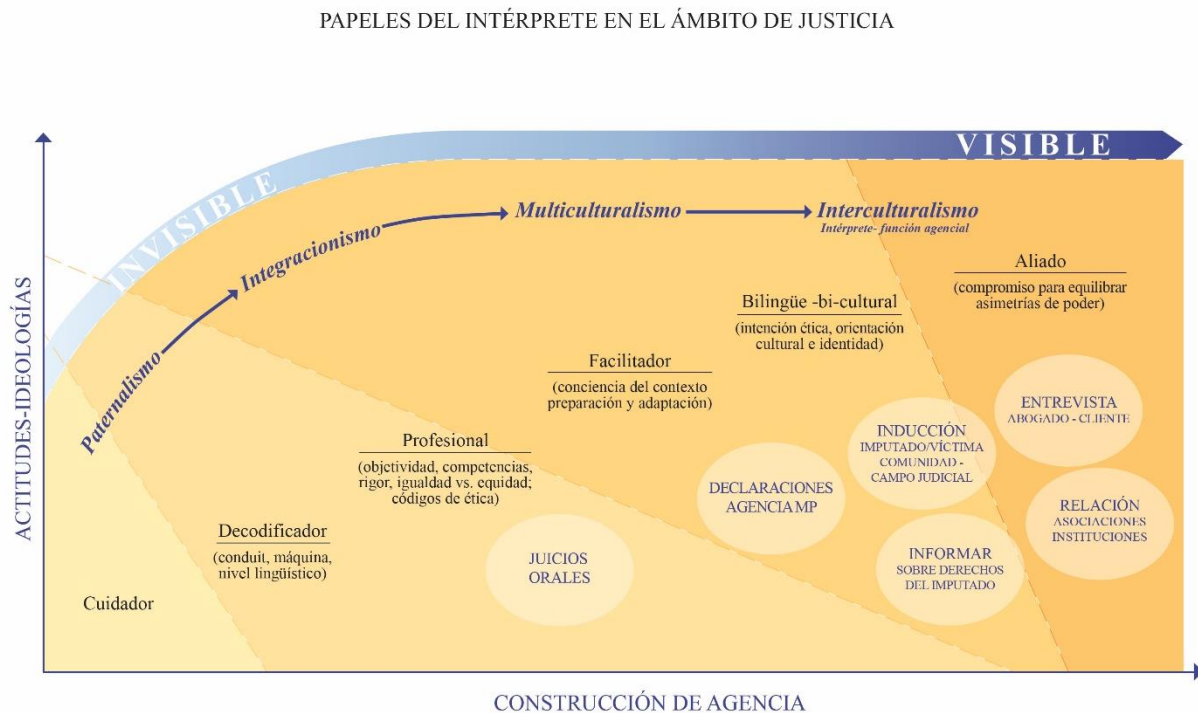 PAPELES DEL INTÉRPRETE EN EL ÁMBITO DE JUSTICIA
INVISIBLE
VISIBLE
ACTITUDES-IDEOLOGÍAS
Paternalismo
Integracionismo
Multiculturalismo
Interculturalismo
Intérprete- función agencial
Cuidador
Decodificador
(conduit, máquina,
nivel lingüístico)
Profesional
(objetividad, competencias,
rigor, igualdad vs. equidad;
códigos de ética)
Facilitador
(conciencia del contexto
preparación y adaptación)
Bilingüe -bi-cultural
(intención ética, orientación
cultural e identidad)
Aliado
(compromiso para equilibrar
asimetrías de poder)
JUICIOS
ORALES
DECLARACIONES
AGENCIA MP
INDUCCIÓN
IMPUTADO/VÍCTIMA
COMUNIDAD -
CAMPO JUDICIAL
INFORMAR
SOBRE DERECHOS
DEL IMPUTADO
ENTREVISTA
ABOGADO - CLIENTE
RELACIÓN
ASOCIACIONES
INSTITUCIONES
CONSTRUCCIÓN DE AGENCIA